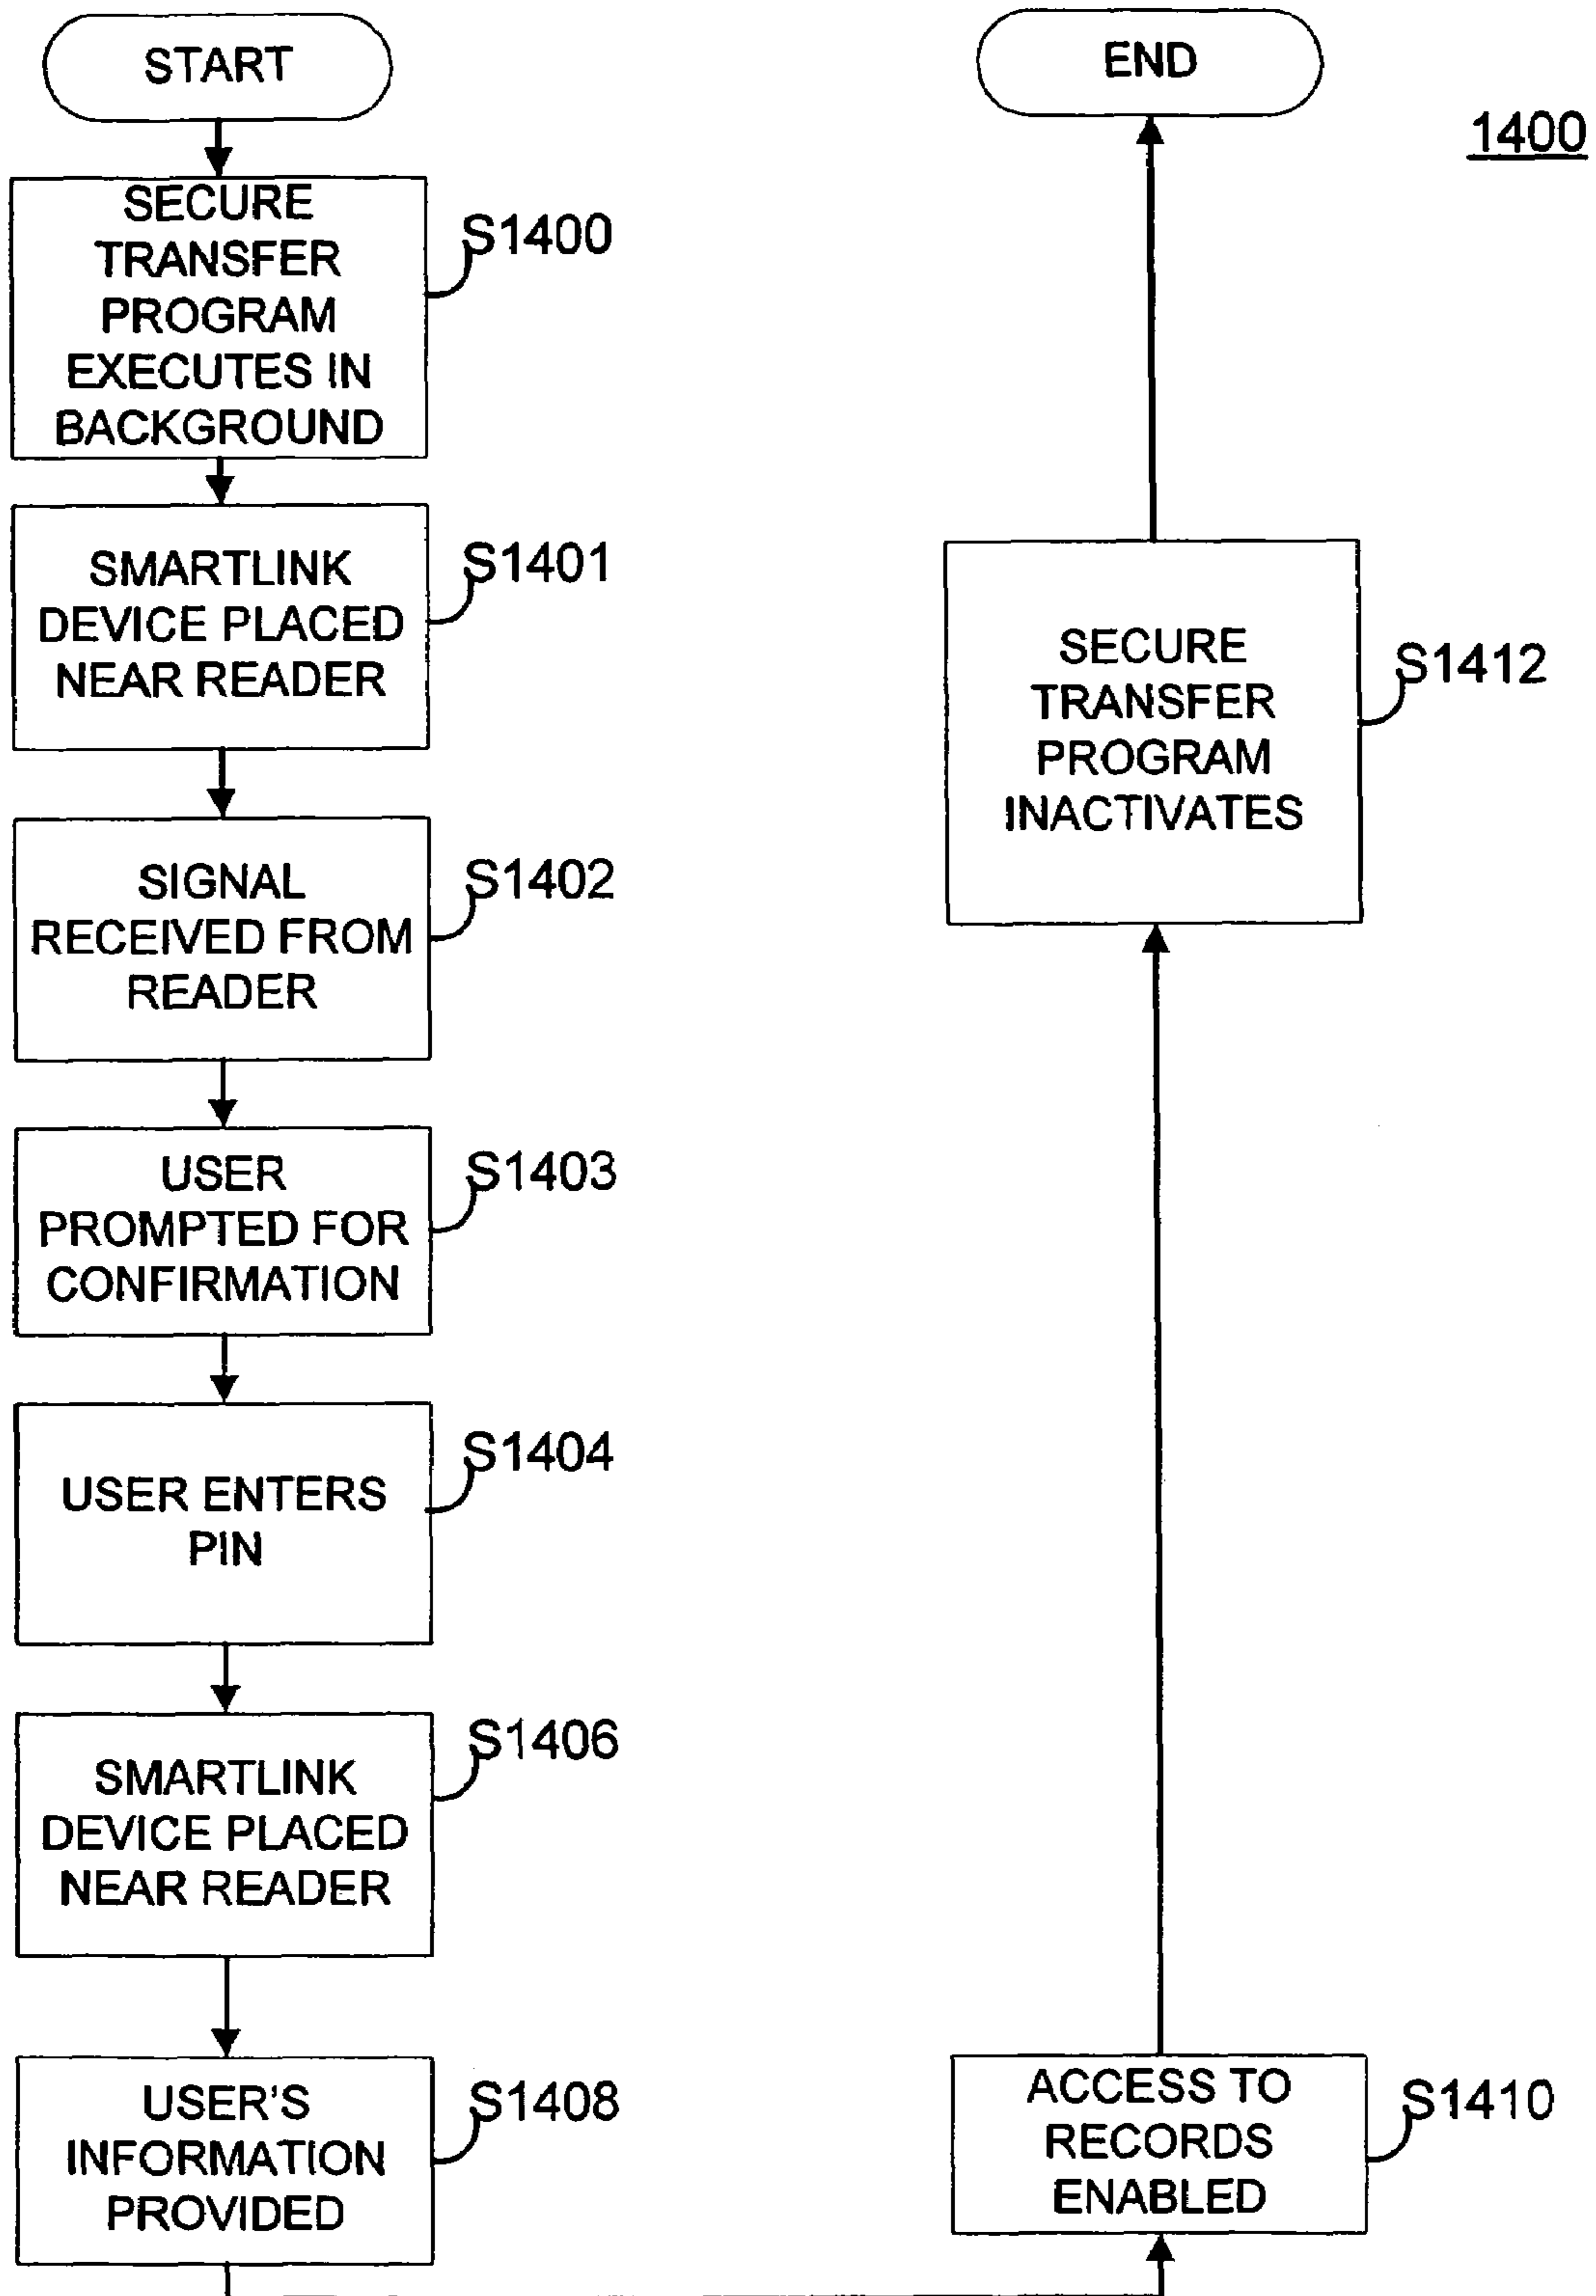 START
SECURE
TRANSFER
PROGRAM
EXECUTES IN
BACKGROUND
S1400
SMARTLINK
DEVICE PLACED
NEAR READER
S1401
SIGNAL
RECEIVED FROM
READER
S1402
USER
PROMPTED FOR
CONFIRMATION
S1403
USER ENTERS
PIN
S1404
SMARTLINK
DEVICE PLACED
NEAR READER
S1406
USER'S
INFORMATION
PROVIDED
S1408
ACCESS TO
RECORDS
ENABLED
S1410
SECURE
TRANSFER
PROGRAM
INACTIVATES
S1412
END
1400